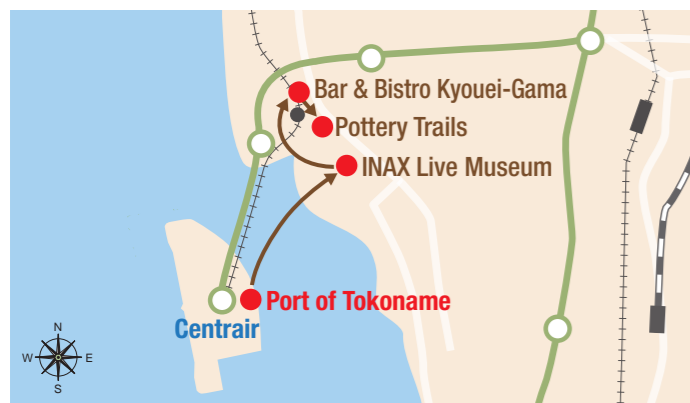 Bar & Bistro Kyouei-Gama
Pottery Trails
INAX Live Museum
Port of Tokoname
Centrair
N
W E
S